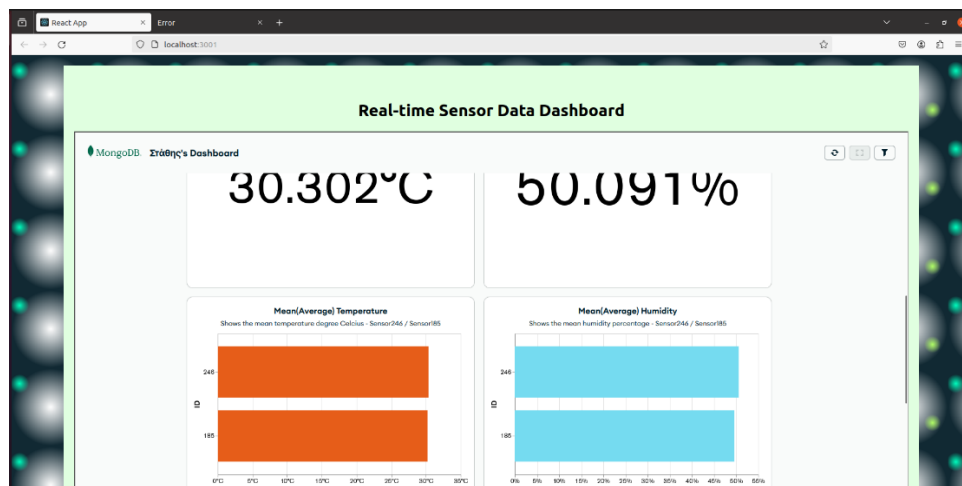 React App
Error
localhost:3001
Real-time Sensor Data Dashboard
MongoDB. Στάθης's Dashboard
30.302°C
50.091%
Mean(Average) Temperature
Shows the mean temperature degree Celcius - Sensor246 / Sensor185
246
ID
185
0°C 5°C 10°C 15°C 20°C 25°C 30°C 35°C
Mean(Average) Humidity
Shows the mean humidity percentage - Sensor246 / Sensor185
246
ID
185
0% 5% 10% 15% 20% 25% 30% 35% 40% 45% 50% 55%